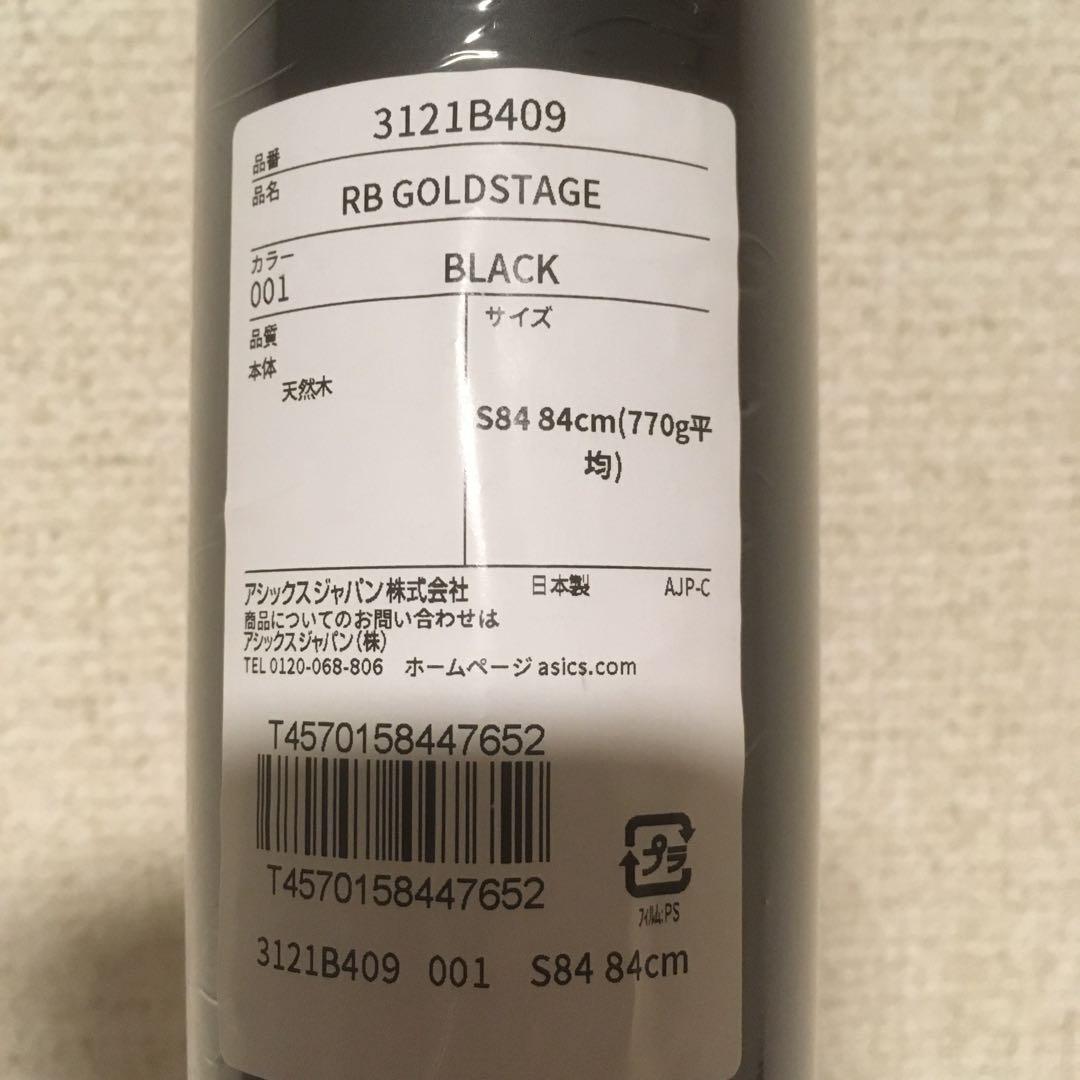 3121B409
品番
品名
RB GOLDSTAGE
カラー
001
BLACK
品質
本体
天然木
サイズ
S84 84cm(770g平
均)
アシックスジャパン株式会社 日本製 AJP-C
商品についてのお問い合わせは
アシックスジャパン(株)
TEL 0120-068-806 ホームページ asics.com
T4570158447652
T4570158447652
プラ
フィルム:PS
3121B409 001 S84 84cm